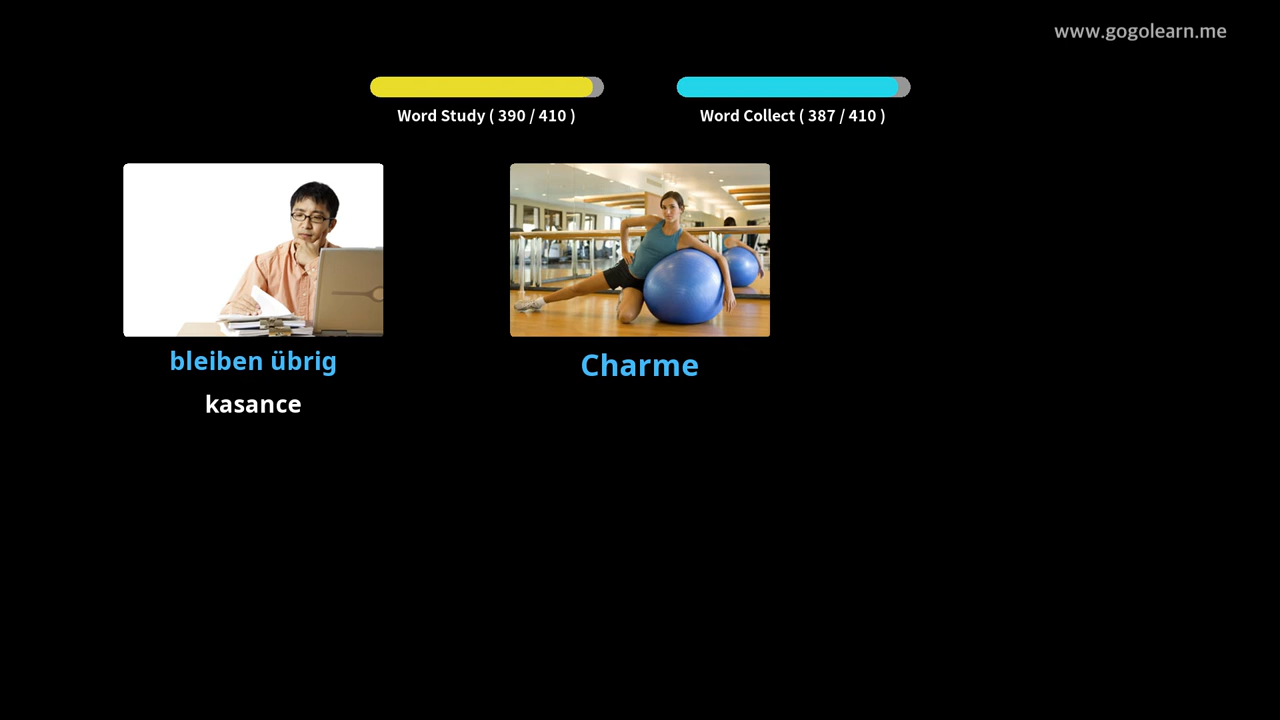 www.gogolearn.me
Word Study ( 390 / 410 )
Word Collect ( 387 / 410 )
bleiben übrig
kasance
Charme